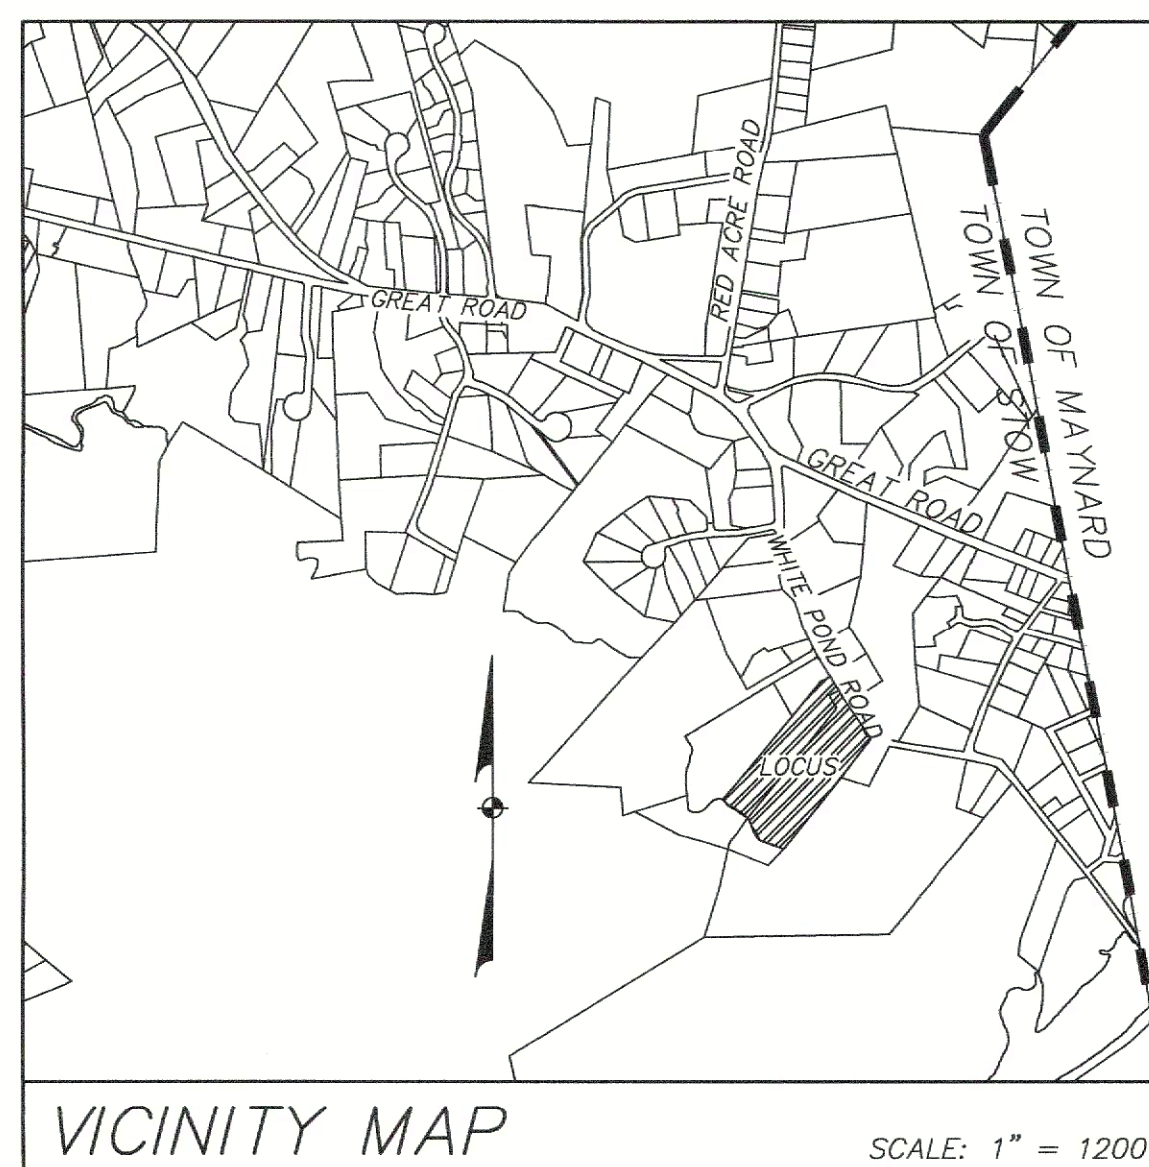 RED ACRE ROAD
TOWN OF MAYNARD
TOWN OF STOW
GREAT ROAD
GREAT ROAD
WHITE POND ROAD
LOCUS
VICINITY MAP
SCALE: 1" = 1200